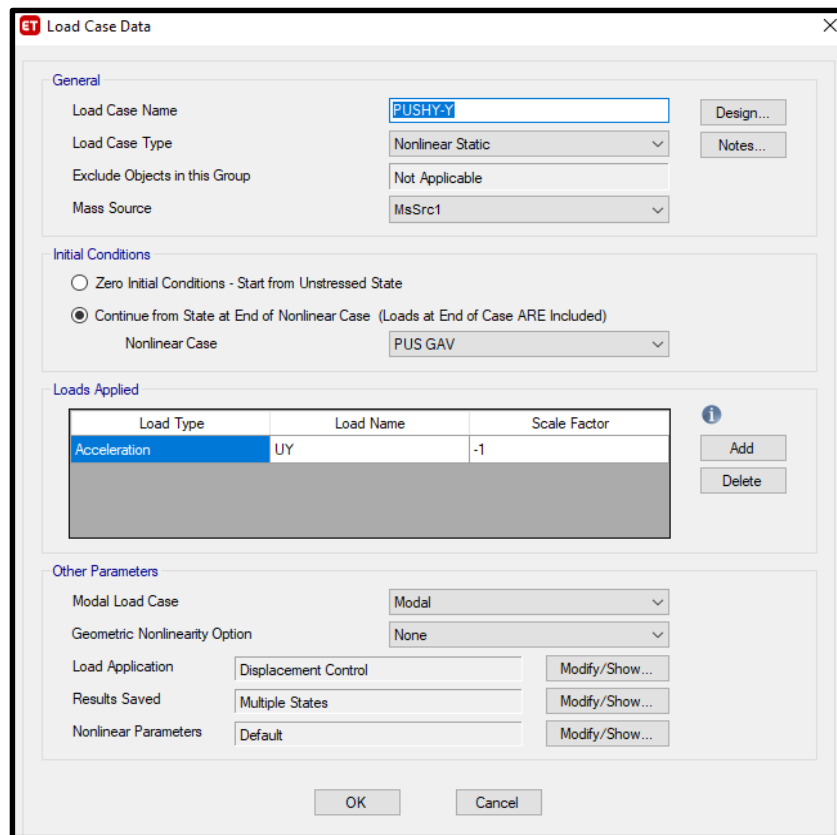 ET Load Case Data
General
Load Case Name PUSHY-Y Design...
Load Case Type Nonlinear Static Notes...
Exclude Objects in this Group Not Applicable
Mass Source MsSrc1
Initial Conditions
Zero Initial Conditions - Start from Unstressed State
Continue from State at End of Nonlinear Case (Loads at End of Case ARE Included)
Nonlinear Case PUS GAV
Loads Applied
Load Type Load Name Scale Factor
Acceleration UY -1 Add
Delete
Other Parameters
Modal Load Case Modal
Geometric Nonlinearity Option None
Load Application Displacement Control Modify/Show...
Results Saved Multiple States Modify/Show...
Nonlinear Parameters Default Modify/Show...
OK Cancel